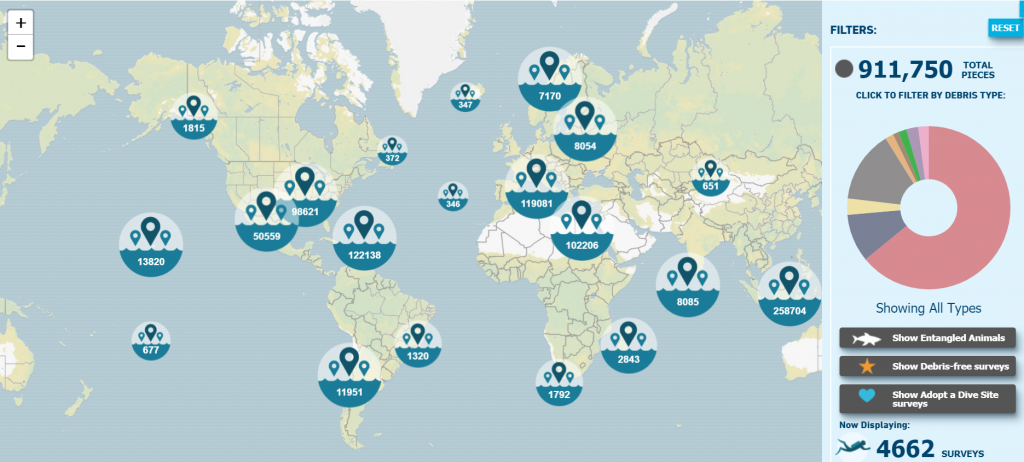 +
−
347
7170
1815
8054
372
651
346
119081
98621
50559
122138
102206
13820
8085
258704
677
1320
2843
11951
1792
FILTERS:
RESET
911,750 TOTAL
PIECES
CLICK TO FILTER BY DEBRIS TYPE:
Showing All Types
Show Entangled Animals
Show Debris-free surveys
Show Adopt a Dive Site
surveys
Now Displaying:
4662 SURVEYS